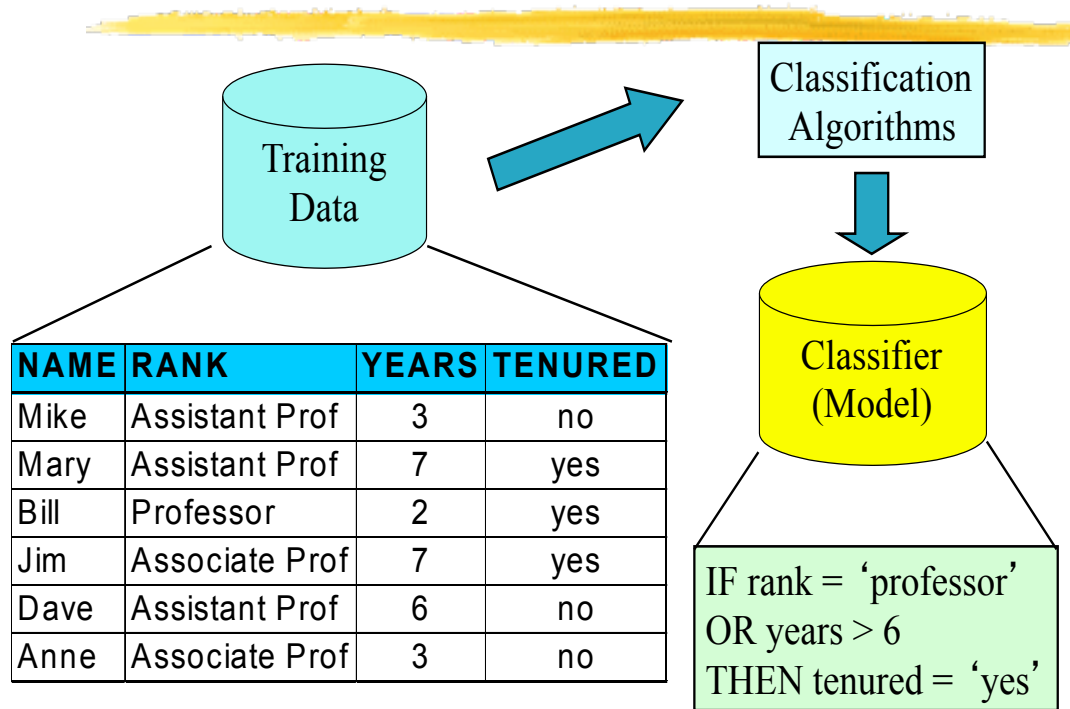 Training
Data
Classification
Algorithms
Classifier
(Model)
NAME RANK YEARS TENURED
Mike Assistant Prof 3 no
Mary Assistant Prof 7 yes
Bill Professor 2 yes
Jim Associate Prof 7 yes
Dave Assistant Prof 6 no
Anne Associate Prof 3 no
IF rank = ‘professor’
OR years > 6
THEN tenured = ‘yes’